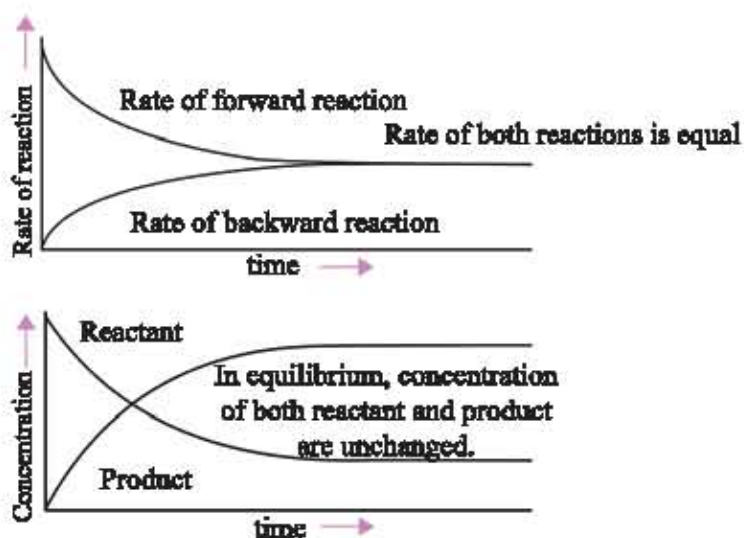 Rate of reaction
Rate of forward reaction
Rate of both reactions is equal
Rate of backward reaction
time
Concentration
Reactant
In equilibrium, concentration
of both reactant and product
are unchanged.
Product
time